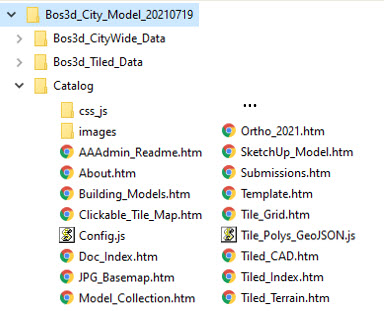 Bos3d_City_Model_20210719
Bos3d_CityWide_Data
Bos3d_Tiled_Data
Catalog
css_js
images
AAAdmin_Readme.htm
About.htm
Building_Models.htm
Clickable_Tile_Map.htm
Config.js
Doc_Index.htm
JPG_Basemap.htm
Model_Collection.htm
...
Ortho_2021.htm
SketchUp_Model.htm
Submissions.htm
Template.htm
Tile_Grid.htm
Tile_Polys_GeoJSON.js
Tiled_CAD.htm
Tiled_Index.htm
Tiled_Terrain.htm